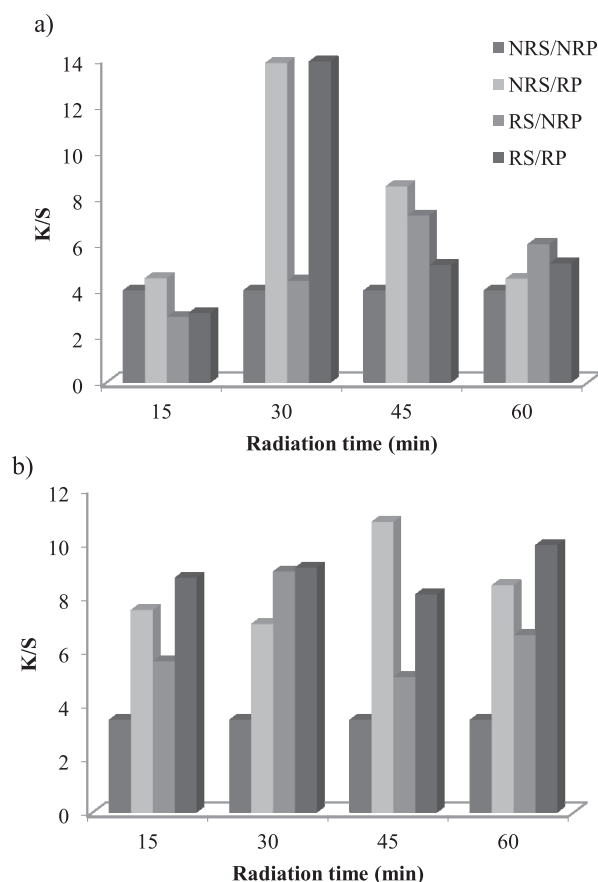 a)
NRS/NRP
NRS/RP
RS/NRP
RS/RP
14
12
10
8
6
4
2
0
K/S
15 30 45 60
Radiation time (min)
b)
12
10
8
6
4
2
0
K/S
15 30 45 60
Radiation time (min)